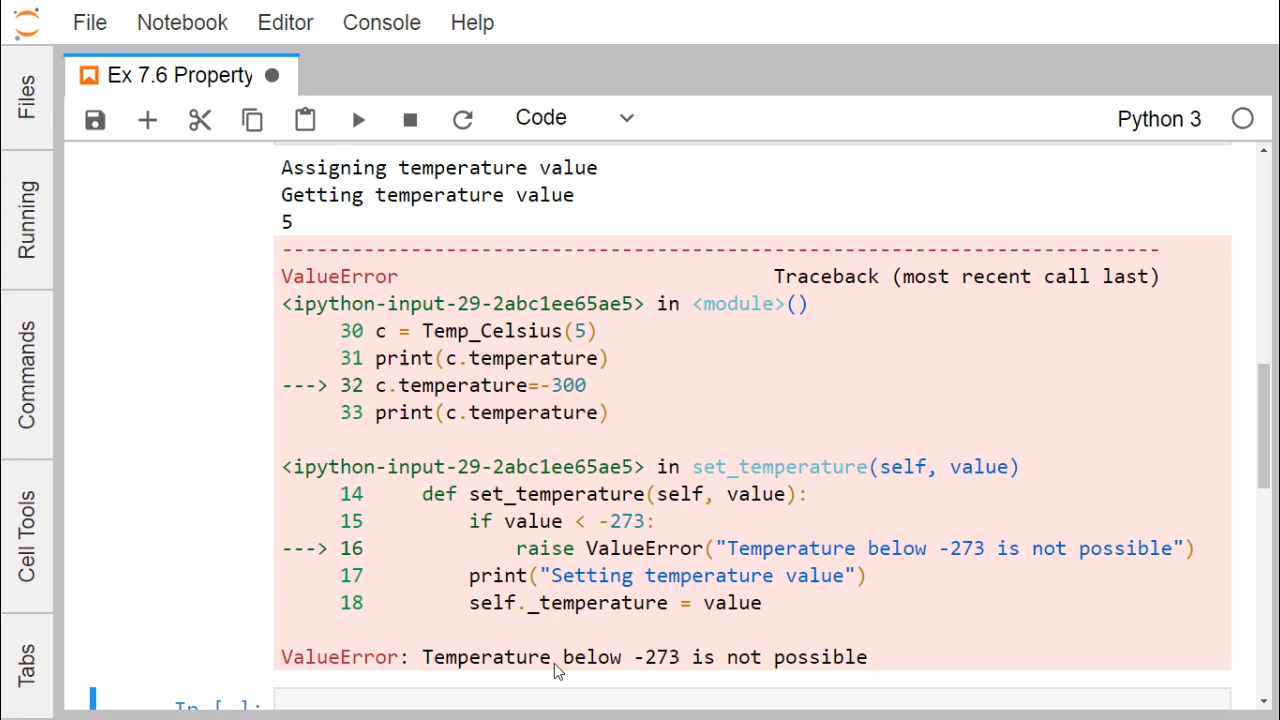 File Notebook Editor Console Help
Ex 7.6 Property
Code Python 3
Files
Running
Commands
Cell Tools
Tabs
Assigning temperature value
Getting temperature value
5
---------------------------------------------------------------------------
ValueError Traceback (most recent call last)
<ipython-input-29-2abc1ee65ae5> in <module>()
30 c = Temp_Celsius(5)
31 print(c.temperature)
---> 32 c.temperature=-300
33 print(c.temperature)
<ipython-input-29-2abc1ee65ae5> in set_temperature(self, value)
14 def set_temperature(self, value):
15 if value < -273:
---> 16 raise ValueError("Temperature below -273 is not possible")
17 print("Setting temperature value")
18 self._temperature = value
ValueError: Temperature below -273 is not possible
In [ ]: